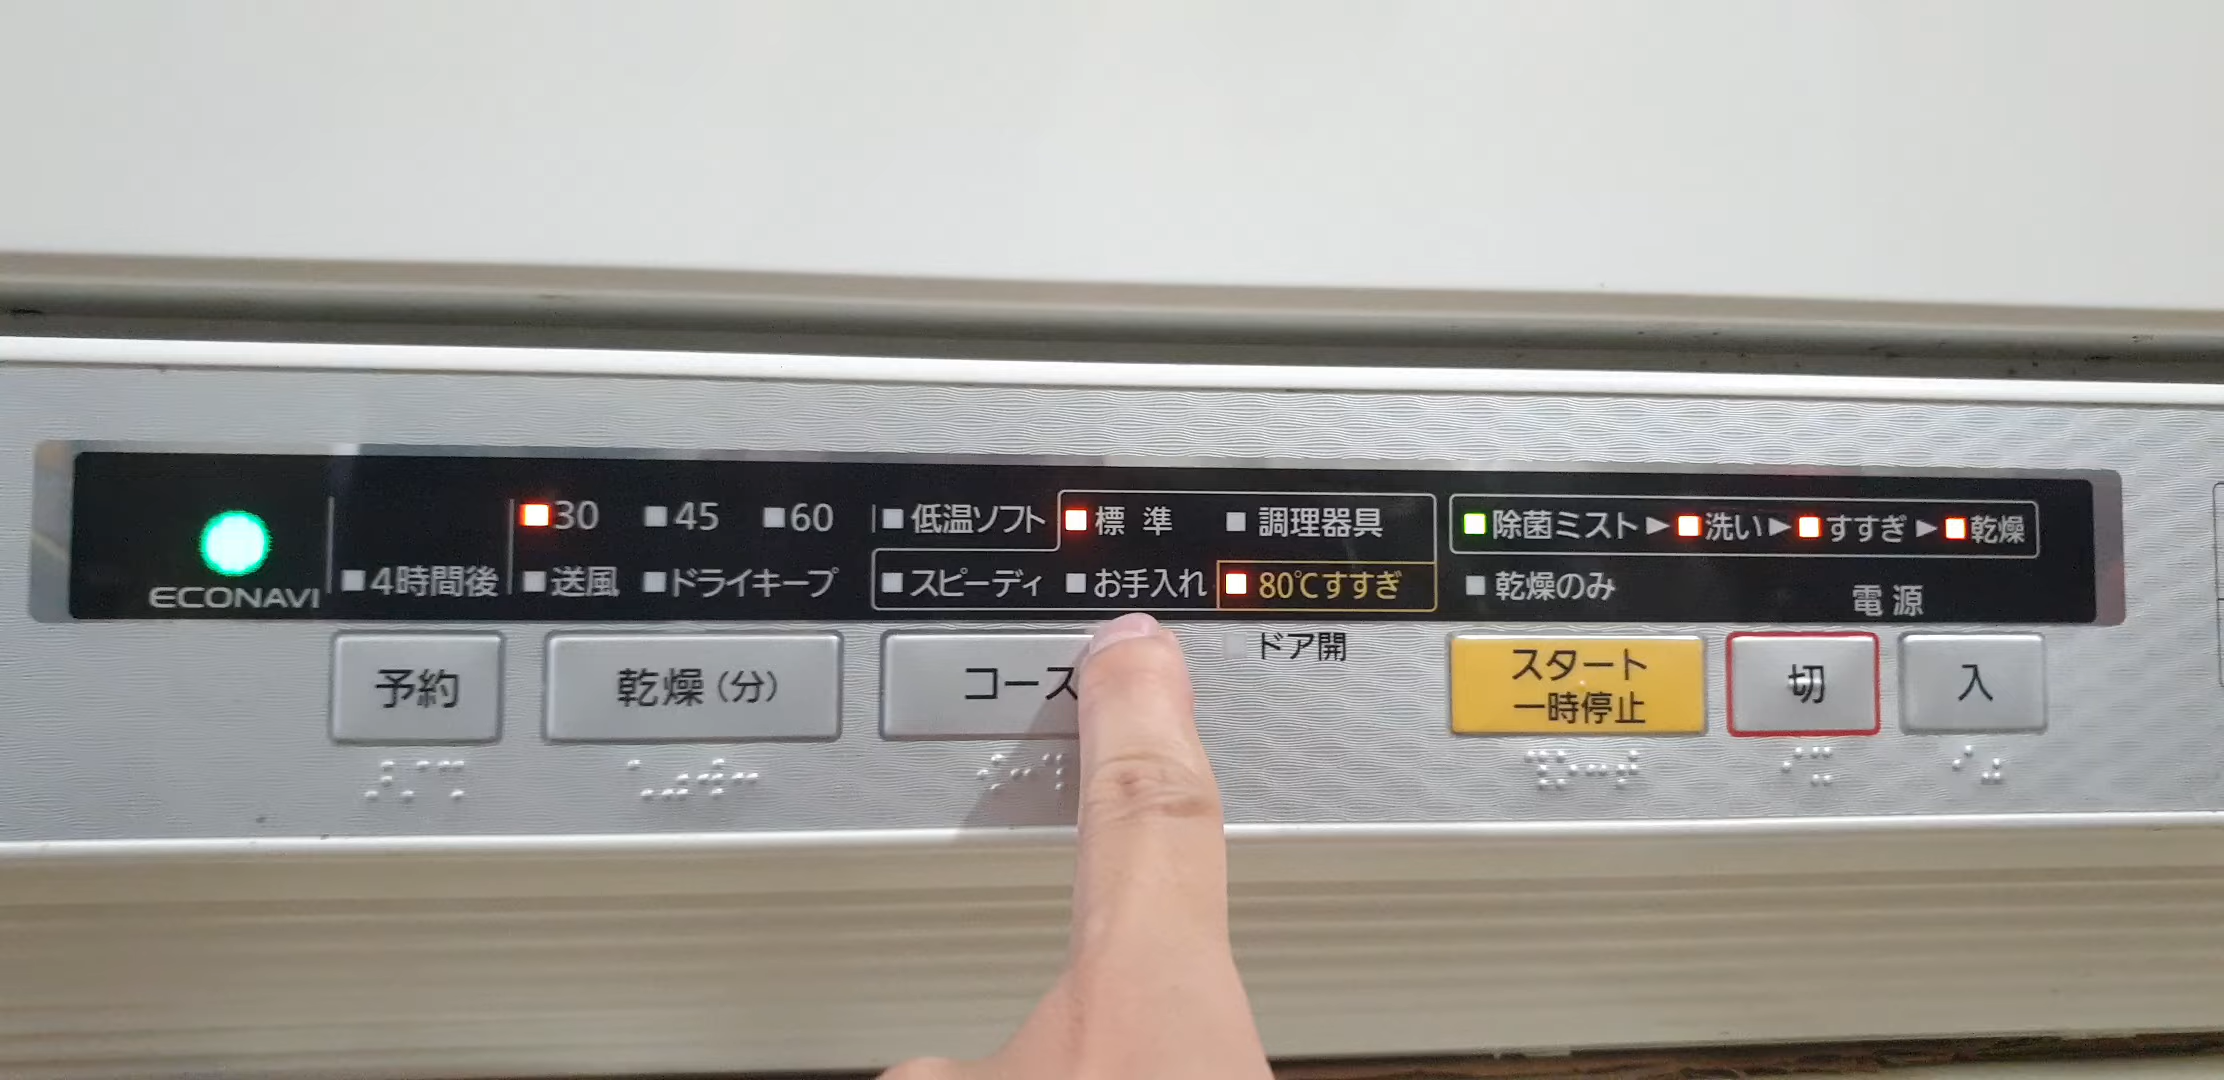 30 45 60 低温ソフト 標 準 調理器具 除菌ミスト▶洗い▶すすぎ▶乾燥
ECONAVI 4時間後 送風 ドライキープ スピーディ お手入れ 80℃すすぎ 乾燥のみ 電 源
ドア開
予約 乾燥(分) コース スタート 切 入
一時停止